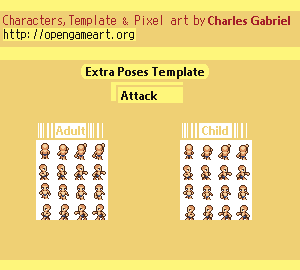 Characters, Template & Pixel art by Charles Gabriel
http://opengameart.org
Extra Poses Template
Attack
Adult
Child